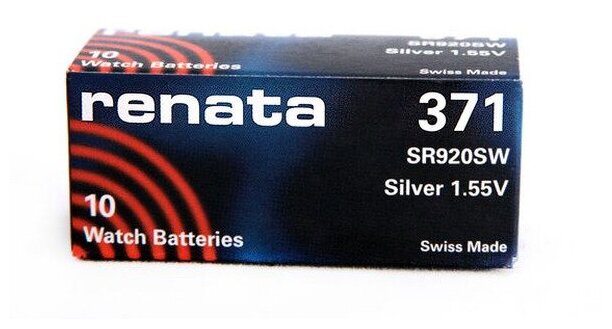 SR920SW
10
Silver 1.55V
Watch Batteries
Swiss Made
renata
371
SR920SW
Silver 1.55V
10
Watch Batteries
Swiss Made